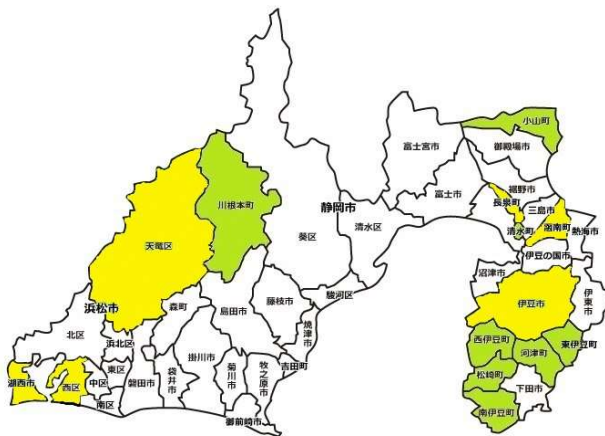 小山町
御殿場市
富士宮市
裾野市
富士市
長泉町
三島市
川根本町
静岡市
清水区
清水町
函南町
熱海市
葵区
天竜区
伊豆の国市
沼津市
駿河区
伊豆市
伊東市
浜松市
森町
島田市
藤枝市
焼津市
北区
浜北区
西伊豆町
河津町
東伊豆町
掛川市
吉田町
湖西市
西区
中区
東区
磐田市
袋井市
菊川市
牧之原市
松崎町
下田市
南区
御前崎市
南伊豆町